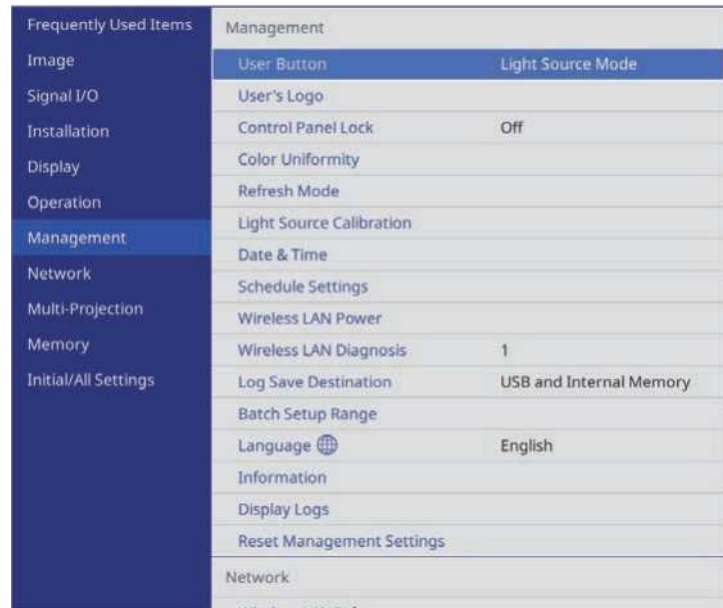 Frequently Used Items
Image
Signal I/O
Installation
Display
Operation
Management
Network
Multi-Projection
Memory
Initial/All Settings
Management
User Button Light Source Mode
User's Logo
Control Panel Lock Off
Color Uniformity
Refresh Mode
Light Source Calibration
Date & Time
Schedule Settings
Wireless LAN Power
Wireless LAN Diagnosis 1
Log Save Destination USB and Internal Memory
Batch Setup Range
Language English
Information
Display Logs
Reset Management Settings
Network